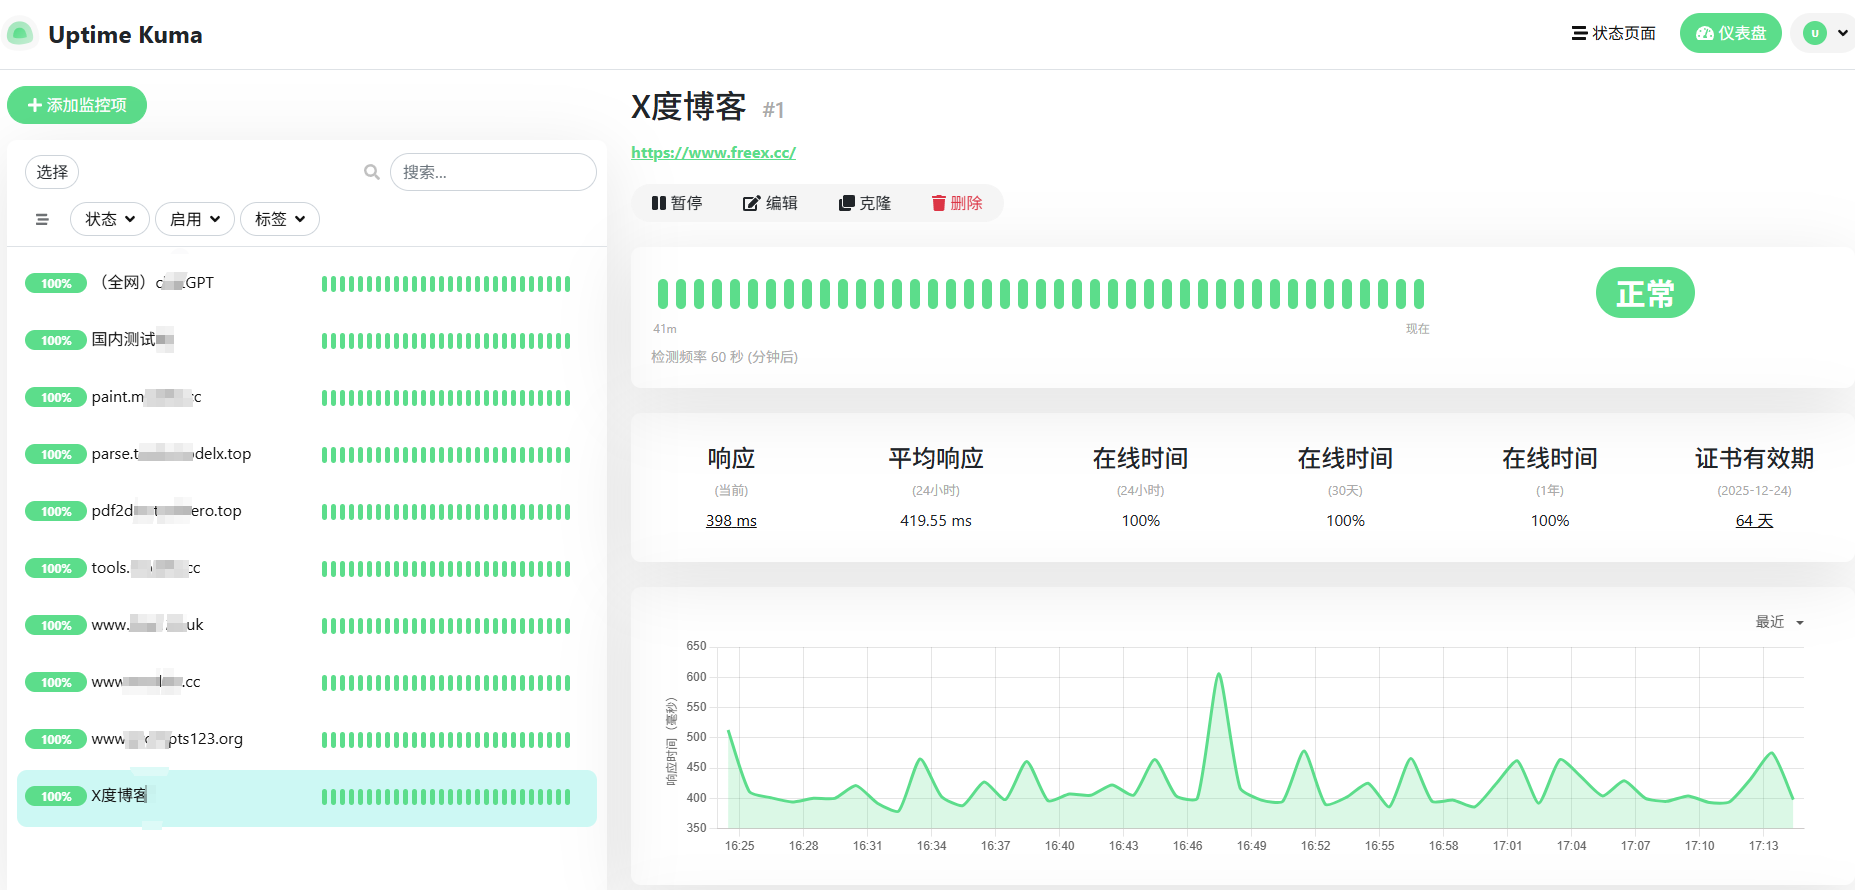 Uptime Kuma
状态页面
仪表盘
U
添加监控项
选择
搜索...
状态
启用
标签
100% （全网）
GPT
100% 国内测试
100% paint.m
100% parse.t
delx.top
100% pdf2d
ero.top
100% tools.
cc
100% www.
uk
100% www
.cc
100% www
pts123.org
100% X度博客
X度博客 #1
https://www.freex.cc/
暂停 编辑 克隆 删除
正常
41m 现在
检测频率 60 秒 (分钟后)
响应 平均响应 在线时间 在线时间 在线时间 证书有效期
(当前) (24小时) (24小时) (30天) (1年) (2025-12-24)
398 ms 419.55 ms 100% 100% 100% 64 天
最近
响应时间（毫秒）
650
600
550
500
450
400
350
16:25 16:28 16:31 16:34 16:37 16:40 16:43 16:46 16:49 16:52 16:55 16:58 17:01 17:04 17:07 17:10 17:13